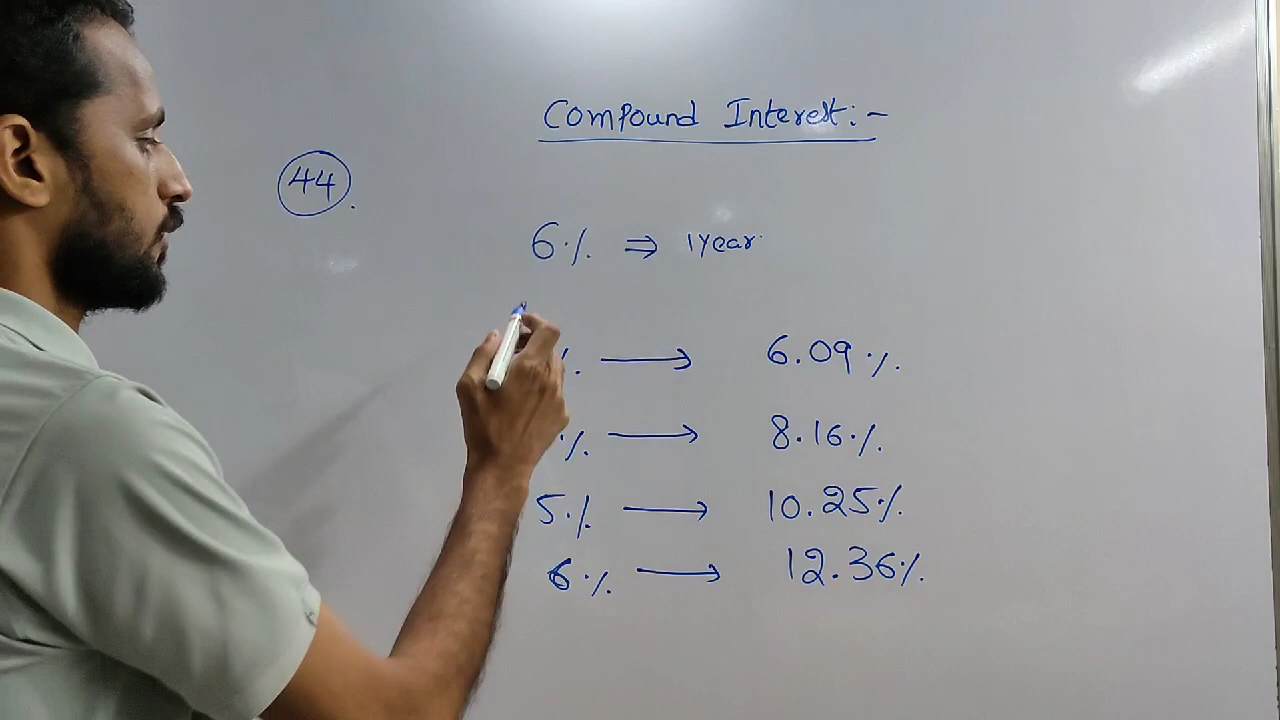 Compound Interest:-
44.
6% ⇒ 1Year
% → 6.09%
% → 8.16%
5% → 10.25%
6% → 12.36%